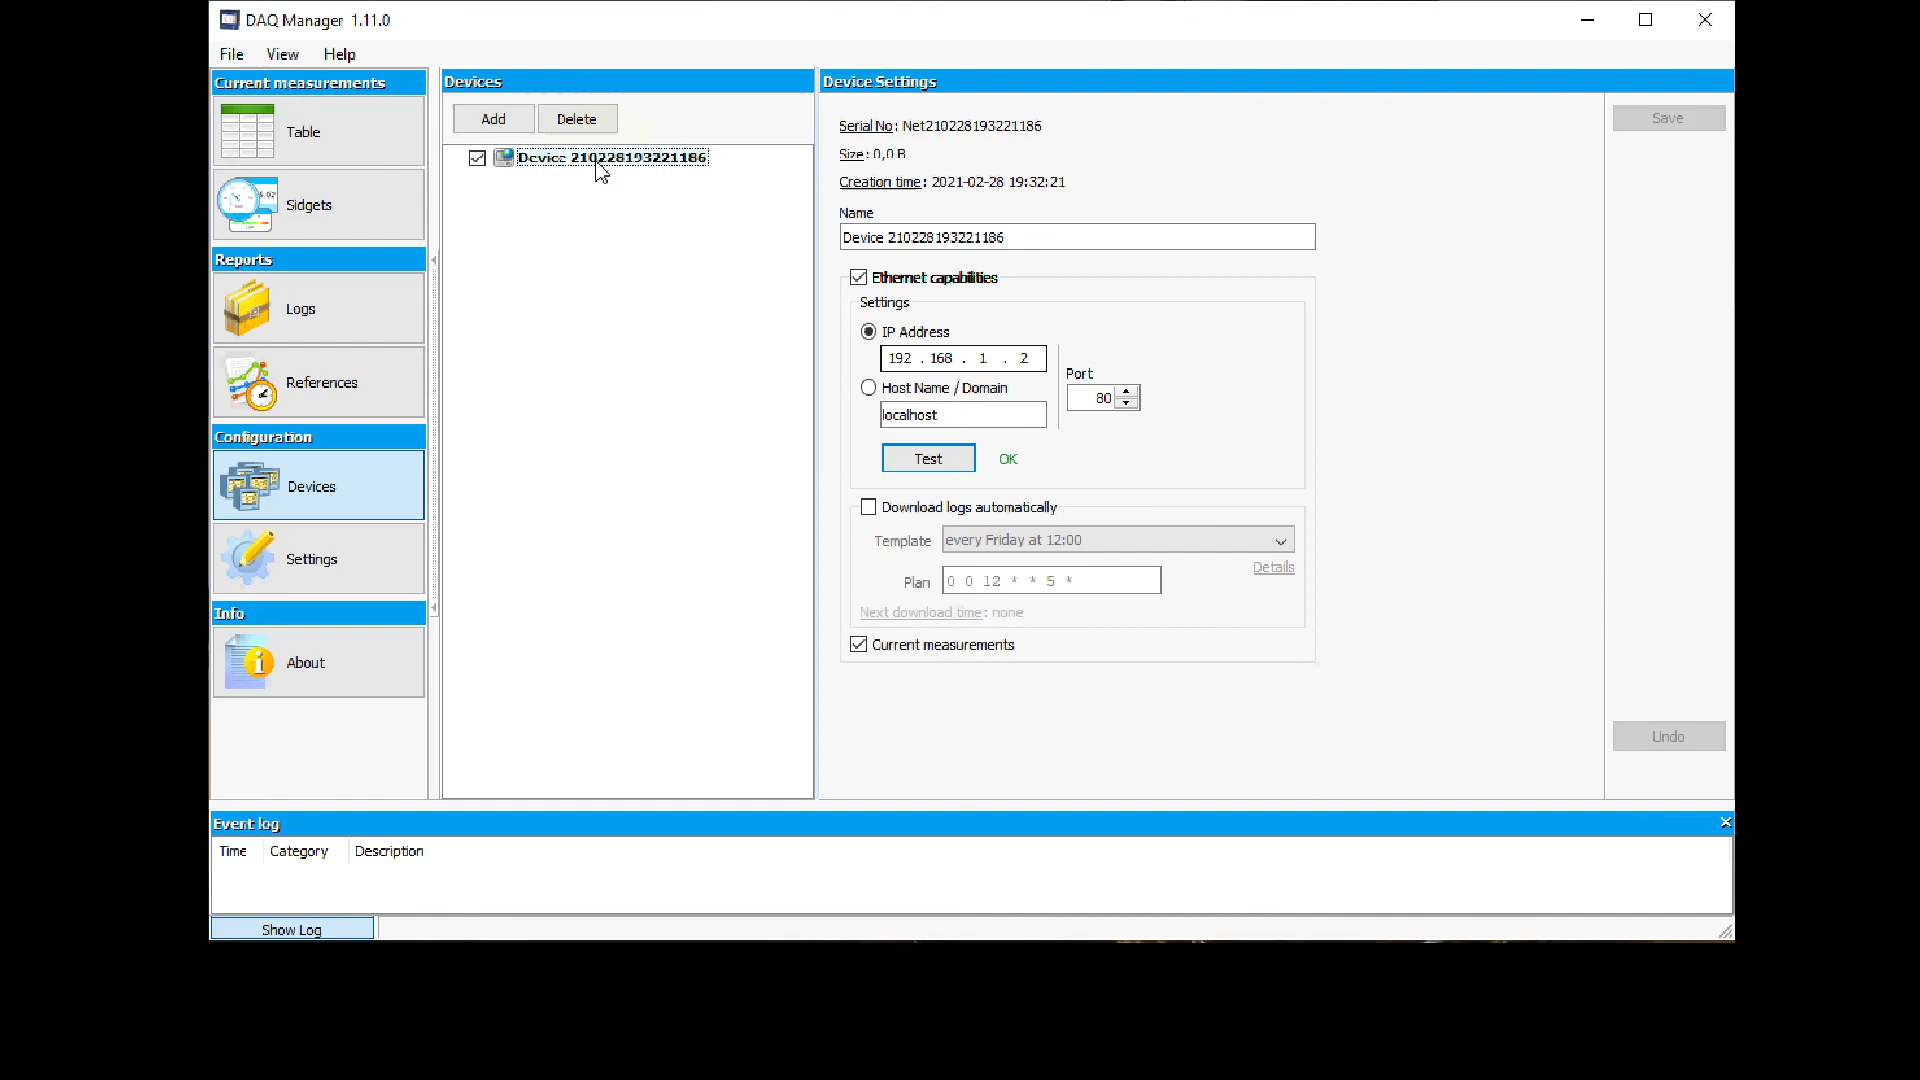 DAQ Manager 1.11.0
File View Help
Current measurements
Table
Sidgets
Reports
Logs
References
Configuration
Devices
Settings
Info
About
Devices
Add Delete
Device 210228193221186
Device Settings
Serial No: Net210228193221186
Size: 0,0 B
Creation time: 2021-02-28 19:32:21
Name
Device 210228193221186
Ethernet capabilities
Settings
IP Address
192 . 168 . 1 . 2
Host Name / Domain
localhost
Port
80
Test OK
Download logs automatically
Template every Friday at 12:00
Details
Plan 0 0 12 * * 5 *
Next download time: none
Current measurements
Save
Undo
Event log
Time Category Description
Show Log